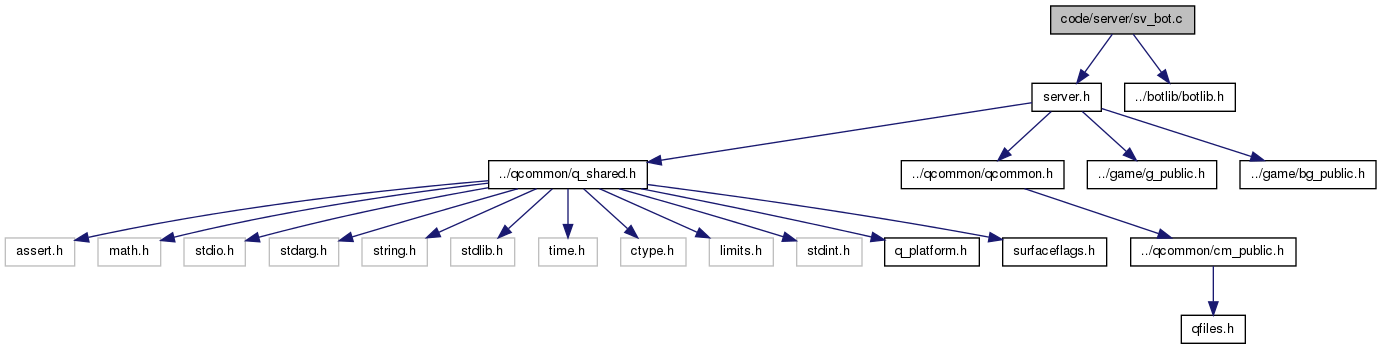 code/server/sv_bot.c
server.h
../botlib/botlib.h
../qcommon/q_shared.h
../qcommon/qcommon.h
../game/g_public.h
../game/bg_public.h
assert.h
math.h
stdio.h
stdarg.h
string.h
stdlib.h
time.h
ctype.h
limits.h
stdint.h
q_platform.h
surfaceflags.h
../qcommon/cm_public.h
qfiles.h